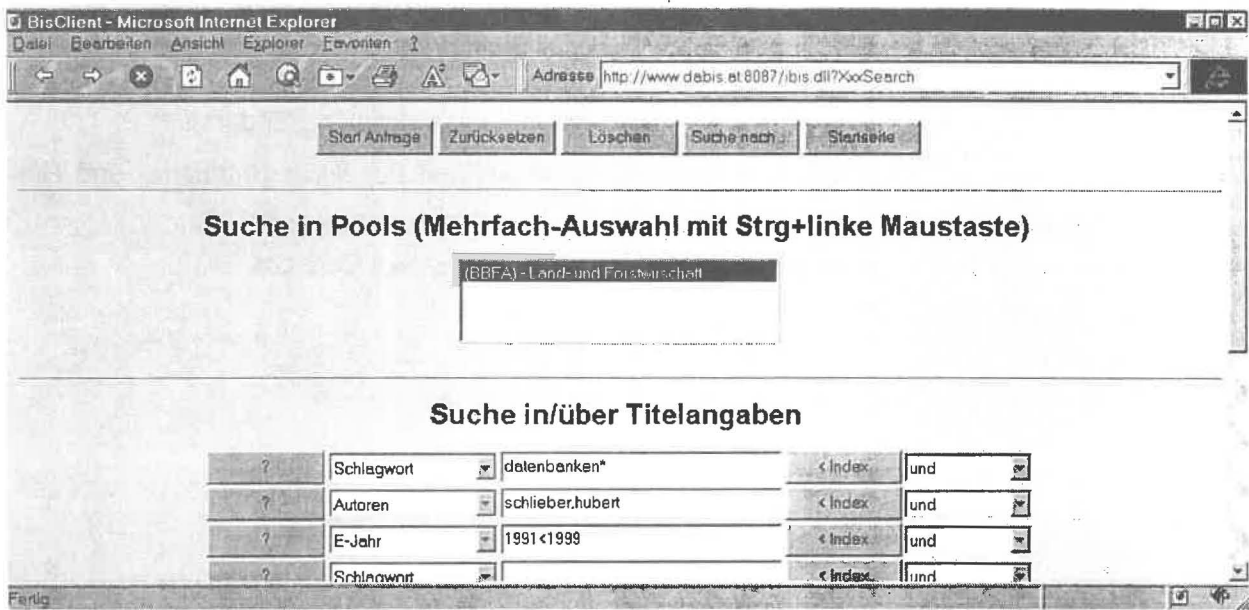 BisClient - Microsoft Internet Explorer
Datei Bearbeiten Ansicht Explorer Favoriten ?
Adresse http://www.dabis.at:8087/ibis.dll?XxxSearch
Start Anfrage Zurücksetzen Löschen Suche nach... Startseite
Suche in Pools (Mehrfach-Auswahl mit Strg+linke Maustaste)
(BBFA) - Land- und Forstwirschaft
Suche in/über Titelangaben
? Schlagwort datenbanken* < Index.. und
? Autoren schlieber,hubert < Index.. und
? E-Jahr 1991<1999 < Index.. und
? Schlagwort < Index.. und
Fertig